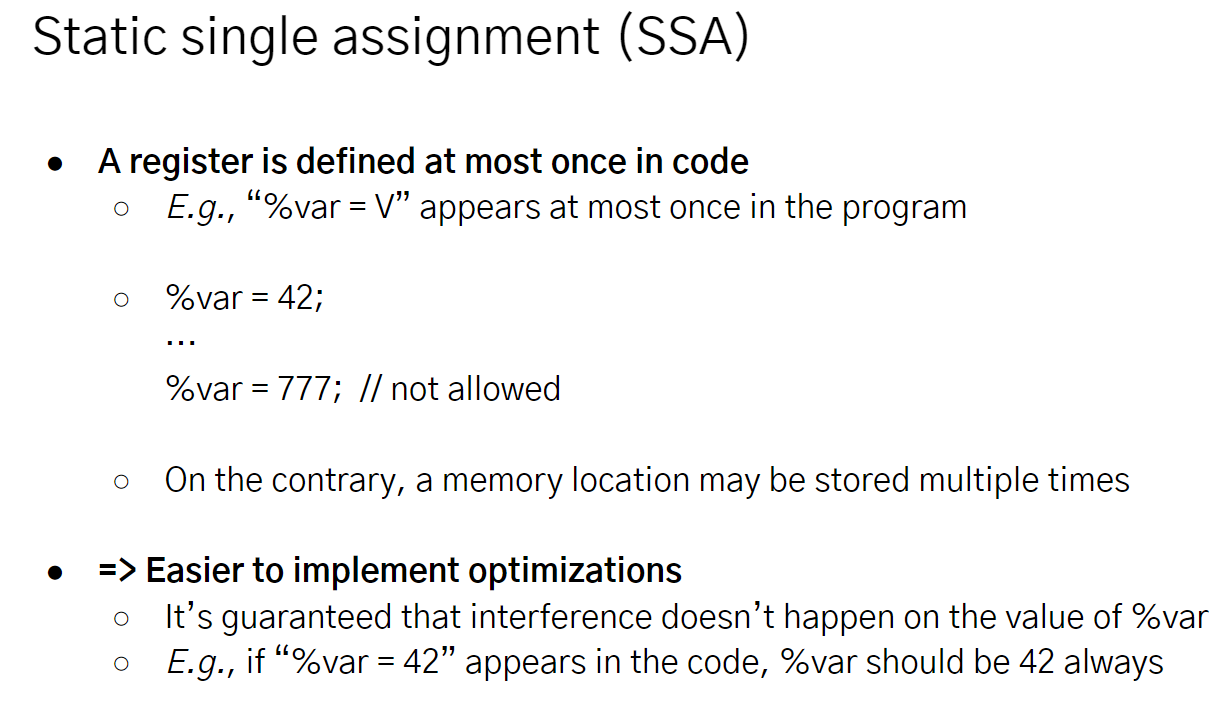 Static single assignment (SSA)
● A register is defined at most once in code
○ E.g., “%var = V” appears at most once in the program
○ %var = 42;
...
%var = 777; // not allowed
○ On the contrary, a memory location may be stored multiple times
● => Easier to implement optimizations
○ It’s guaranteed that interference doesn’t happen on the value of %var
○ E.g., if “%var = 42” appears in the code, %var should be 42 always